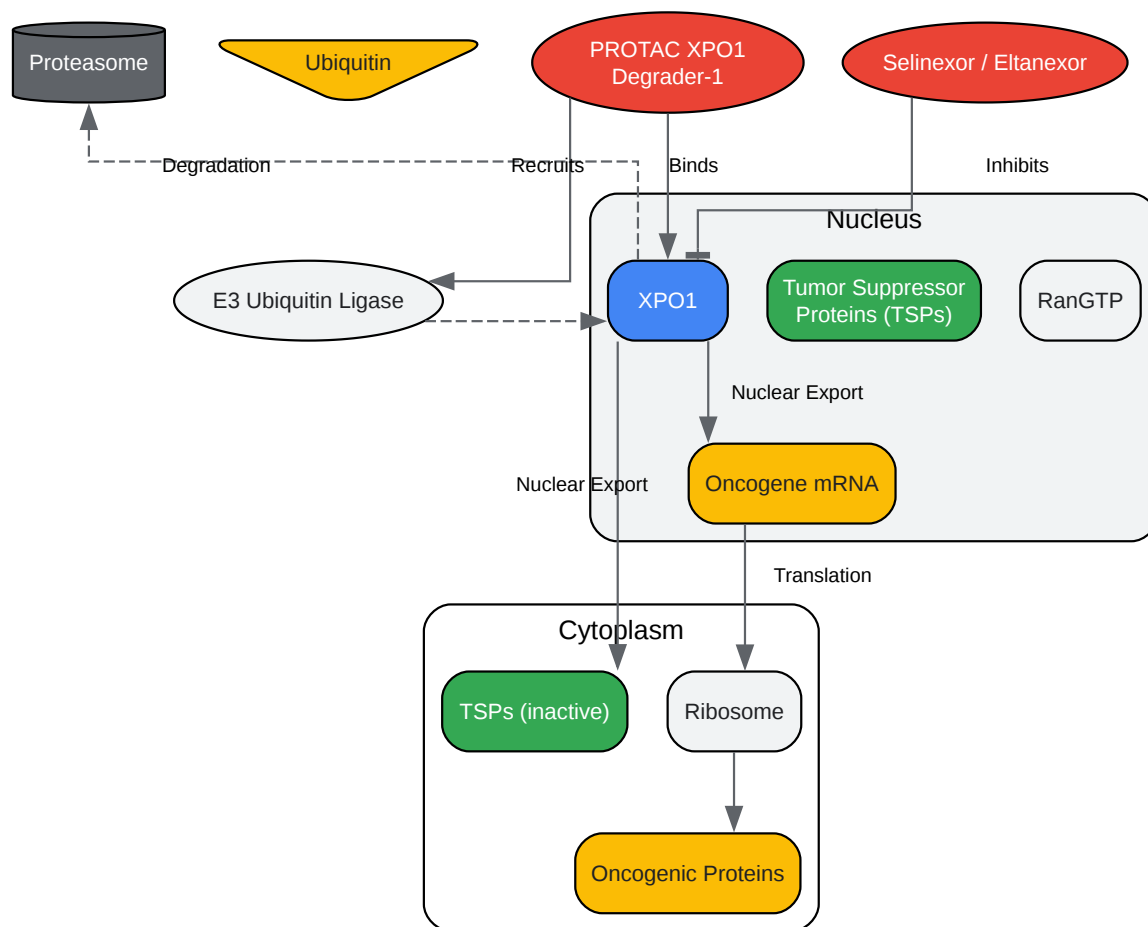 Proteasome
Ubiquitin
PROTAC XPO1
Degrader-1
Selinexor / Eltanexor
Degradation
Recruits
Binds
Inhibits
Nucleus
E3 Ubiquitin Ligase
XPO1
Tumor Suppressor
Proteins (TSPs)
RanGTP
Nuclear Export
Oncogene mRNA
Nuclear Export
Translation
Cytoplasm
TSPs (inactive)
Ribosome
Oncogenic Proteins